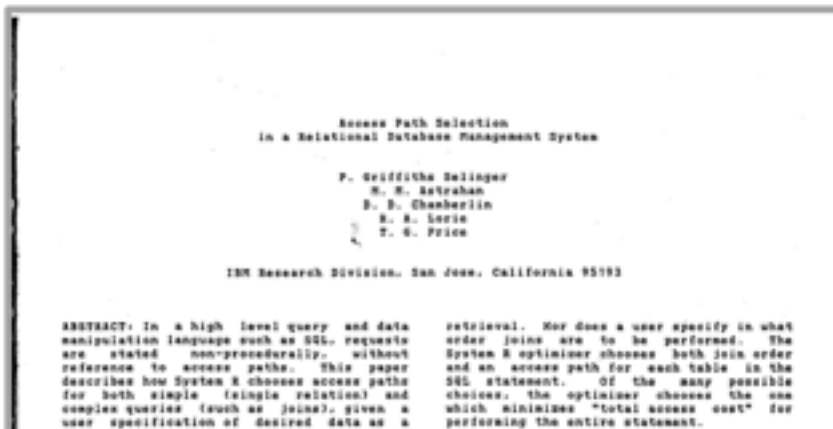 Access Path Selection
in a Relational Database Management System
P. Griffiths Selinger
M. M. Astrahan
D. D. Chamberlin
R. A. Lorie
T. G. Price
IBM Research Division, San Jose, California 95193
ABSTRACT: In a high level query and data
manipulation language such as SQL, requests
are stated non-procedurally, without
reference to access paths. This paper
describes how System R chooses access paths
for both simple (single relation) and
complex queries (such as joins), given a
user specification of desired data as a
retrieval. Nor does a user specify in what
order joins are to be performed. The
System R optimizer chooses both join order
and an access path for each table in the
SQL statement. Of the many possible
choices, the optimizer chooses the one
which minimizes "total access cost" for
performing the entire statement.